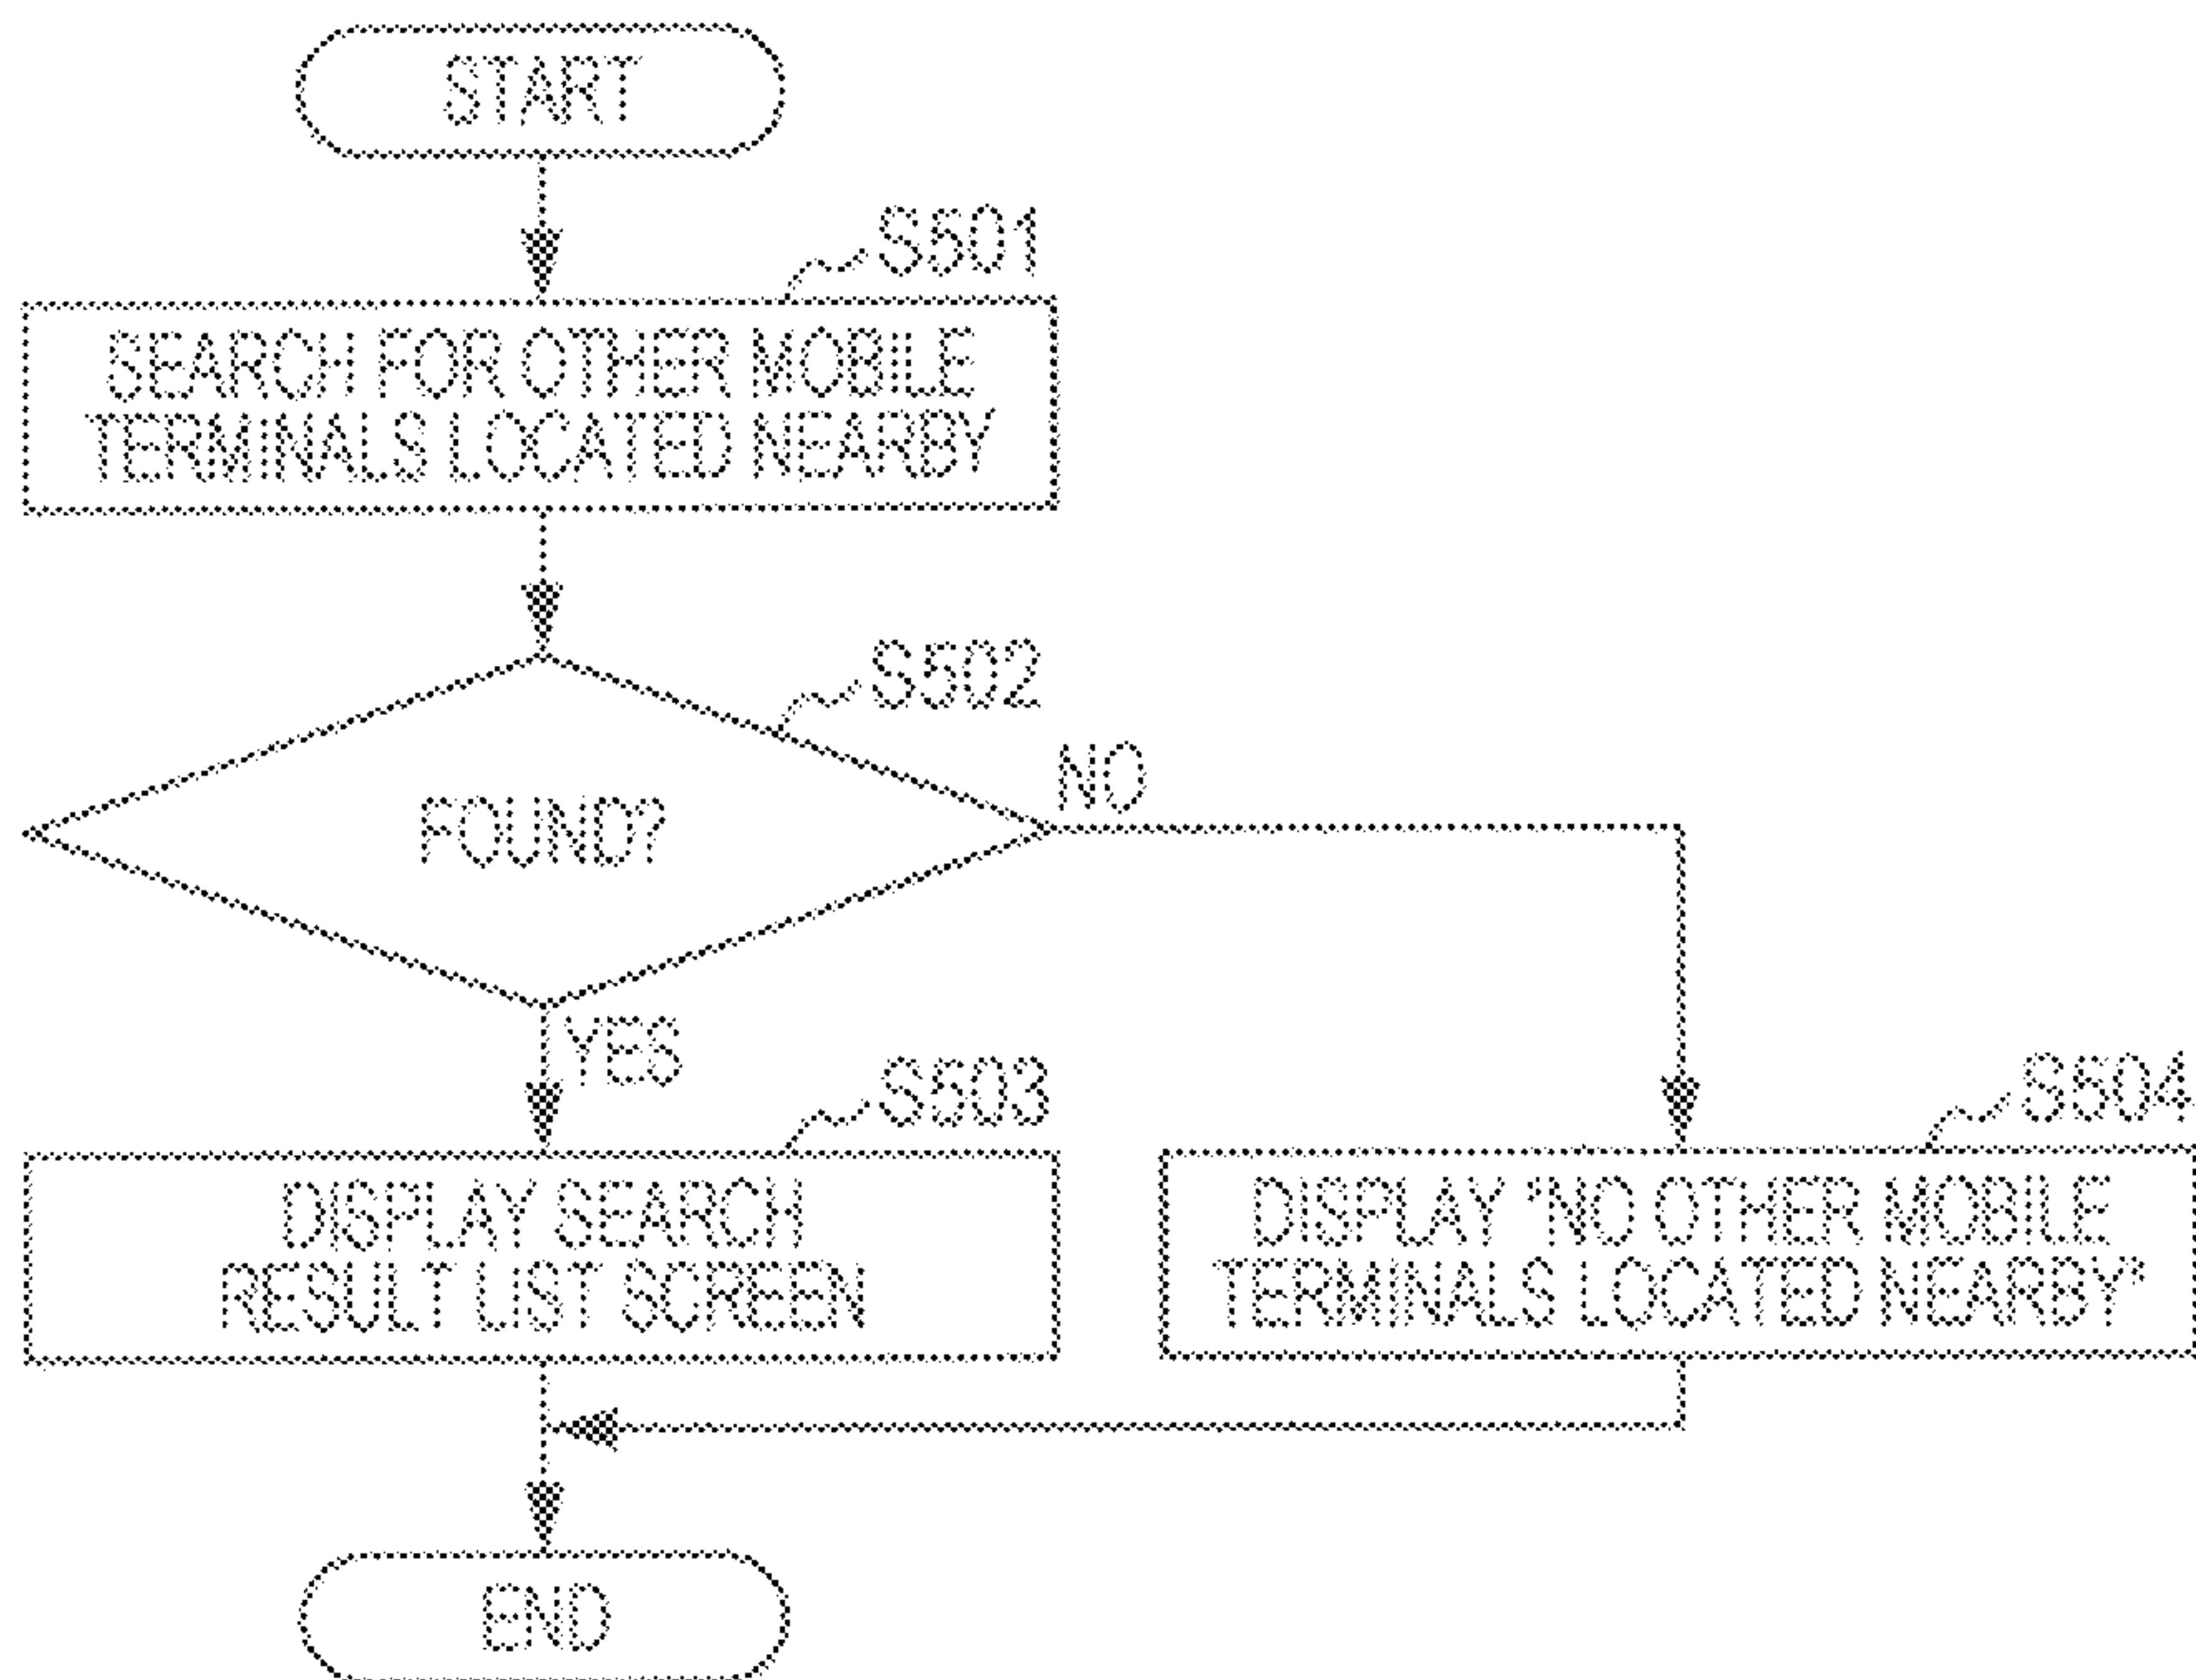 START
S501
SEARCH FOR OTHER MOBILE
TERMINALS LOCATED NEARBY
S502
NO
FOUND?
YES
S503
S504
DISPLAY SEARCH
RESULT LIST SCREEN
DISPLAY "NO OTHER MOBILE
TERMINALS LOCATED NEARBY"
END